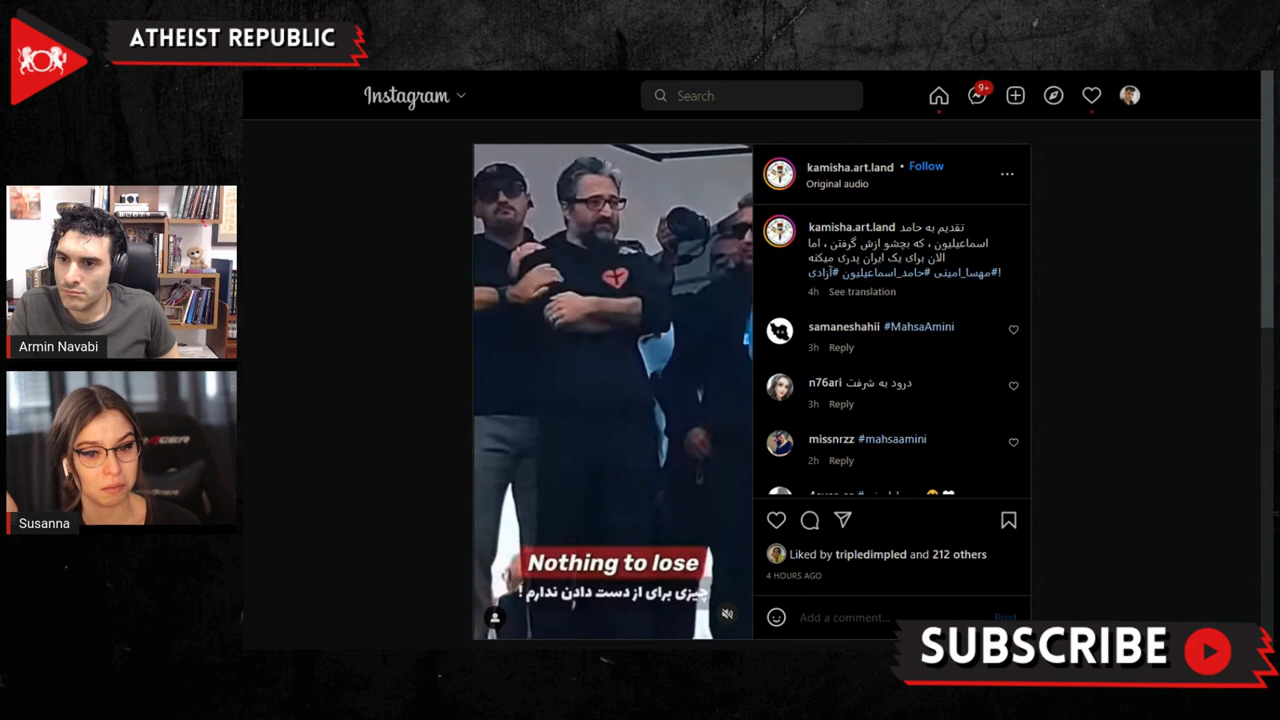 ATHEIST REPUBLIC
Instagram
Search
9+
kamisha.art.land • Follow
Original audio
kamisha.art.land تقدیم به حامد
اسماعیلیون ، که بچشو ازش گرفتن ، اما
الان برای یک ایران پدری میکنه
#مهسا_امینی #حامد_اسماعیلیون #آزادی!
4h See translation
samaneshahii #MahsaAmini
3h Reply
n76ari درود به شرفت
3h Reply
missnrzz #mahsaamini
2h Reply
Liked by tripledimpled and 212 others
4 HOURS AGO
Add a comment...
Post
Armin Navabi
Susanna
Nothing to lose
چیزی برای از دست دادن ندارم !
SUBSCRIBE